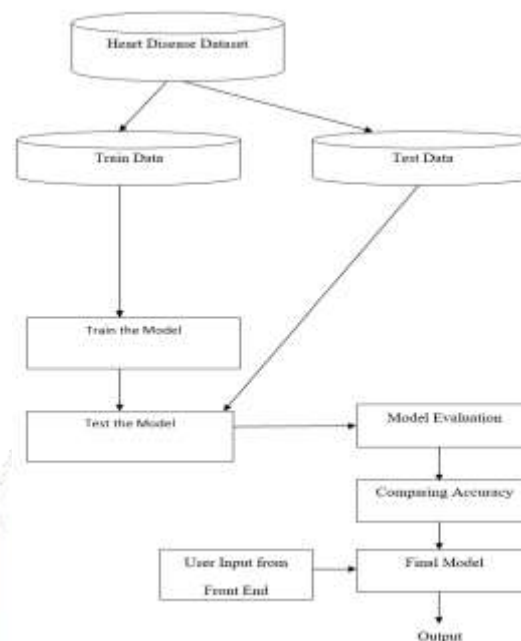 Heart Disease Dataset
Train Data
Test Data
Train the Model
Test the Model
Model Evaluation
Comparing Accuracy
User Input from
Front End
Final Model
Output